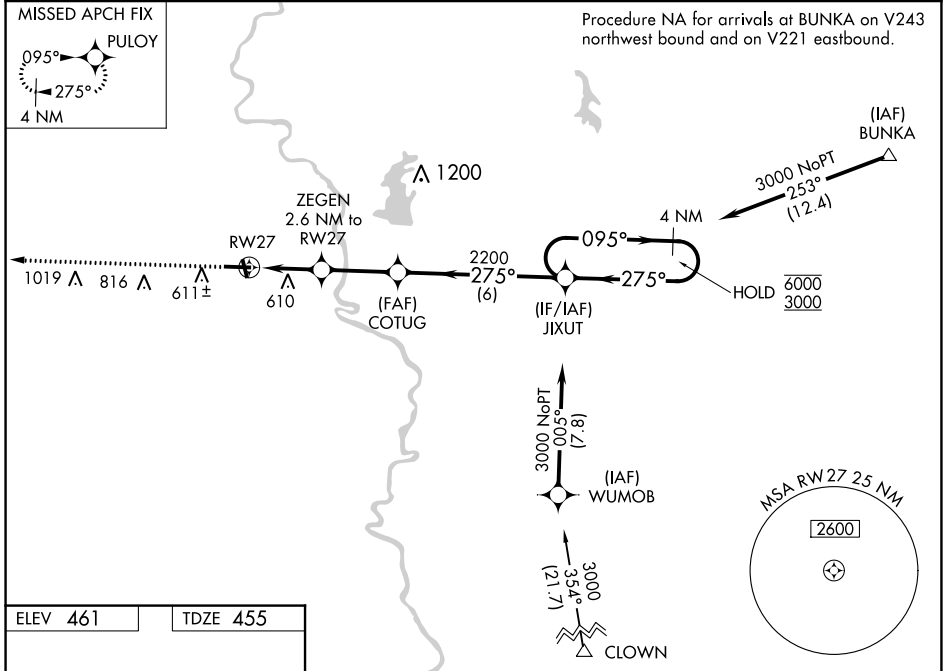 MISSED APCH FIX
PULOY
095°
275°
4 NM
Procedure NA for arrivals at BUNKA on V243
northwest bound and on V221 eastbound.
(IAF)
BUNKA
3000 NoPT
253°
(12.4)
1200
ZEGEN
2.6 NM to
RW27
RW27
4 NM
095°
2200
275°
(6)
275°
1019
816
611±
610
(FAF)
COTUG
(IF/IAF)
JIXUT
HOLD
6000
3000
3000 NoPT
005°
(7.8)
(IAF)
WUMOB
MSA RW27 25 NM
2600
3000
354°
(21.7)
CLOWN
ELEV 461
TDZE 455